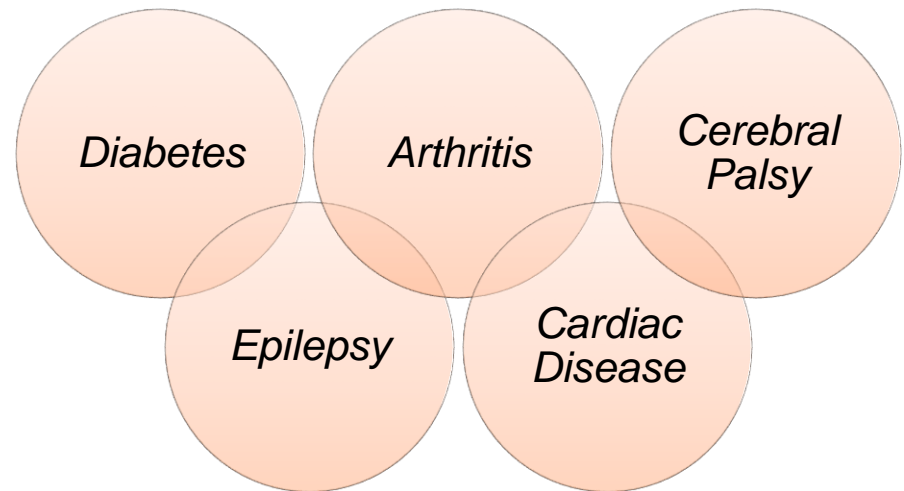 Diabetes
Arthritis
Cerebral
Palsy
Epilepsy
Cardiac
Disease